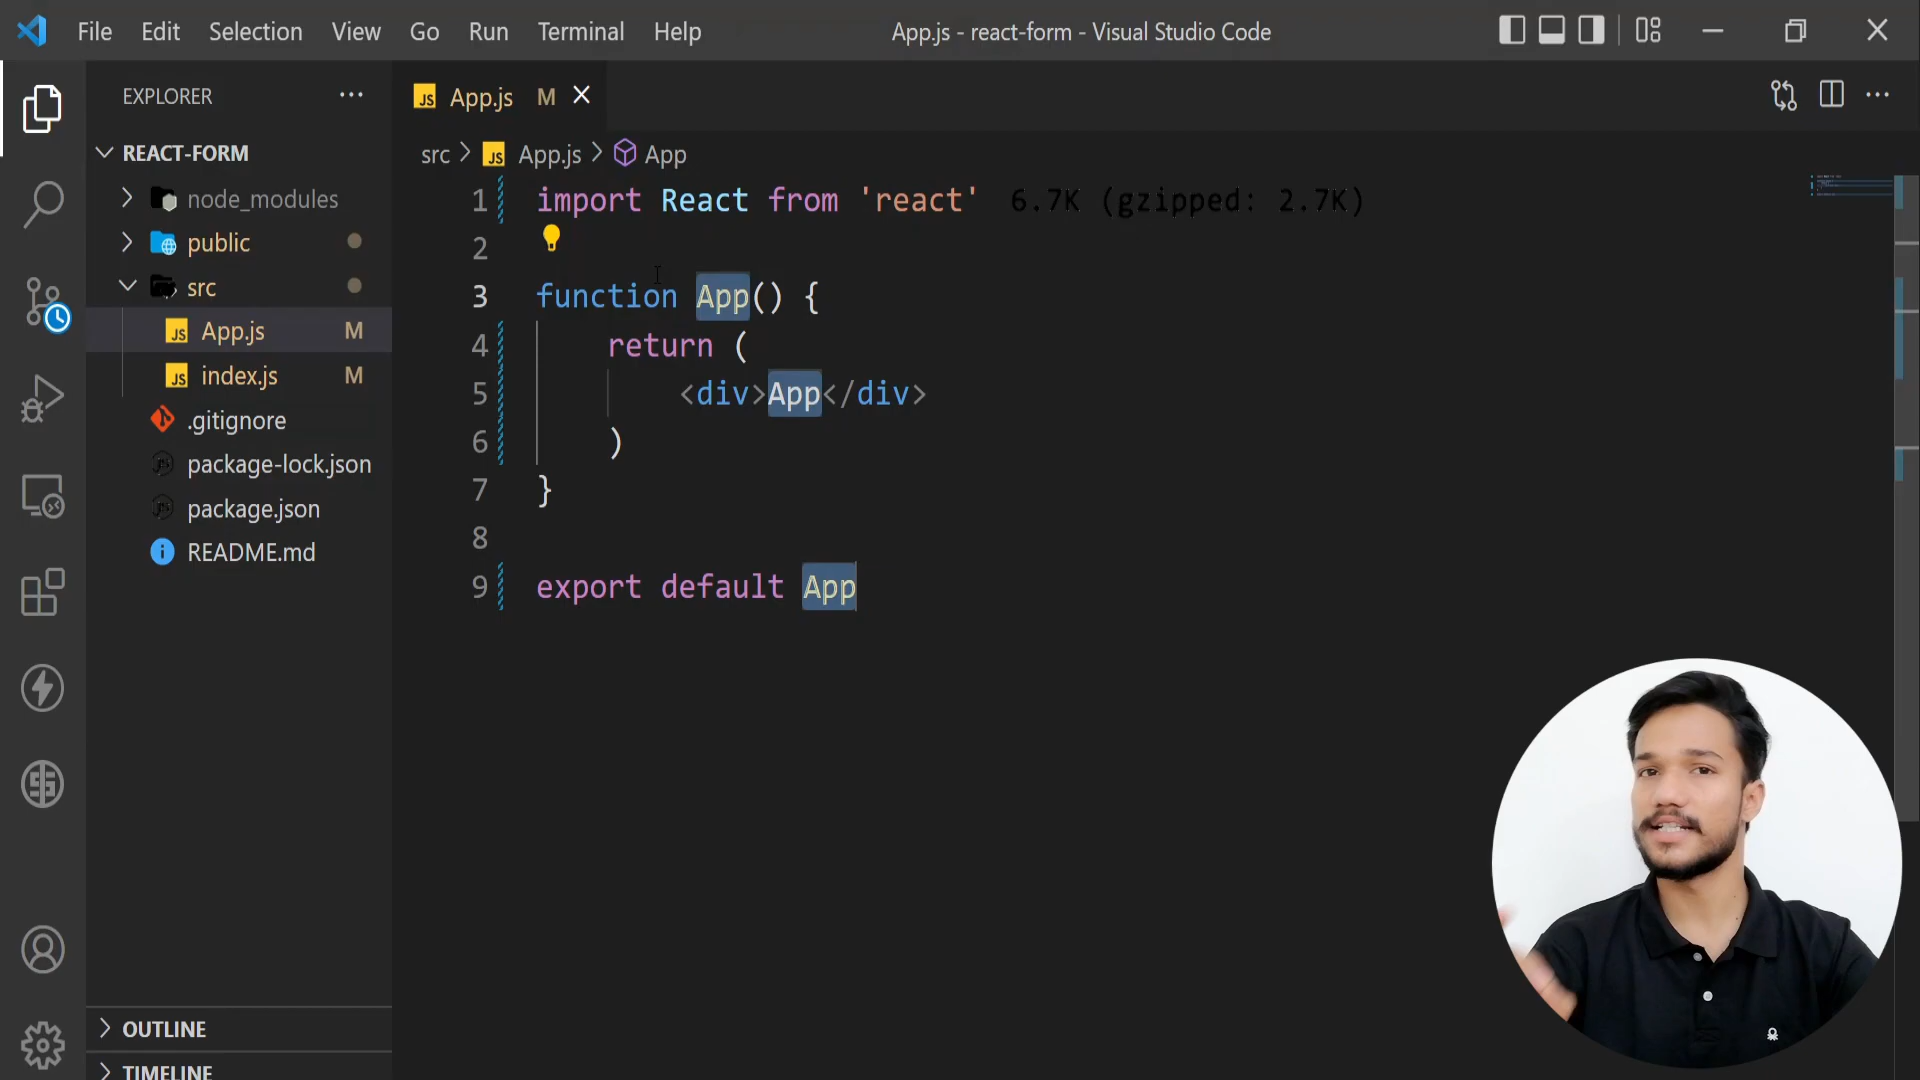 File Edit Selection View Go Run Terminal Help
App.js - react-form - Visual Studio Code
EXPLORER
REACT-FORM
node_modules
public
src
App.js M
index.js M
.gitignore
package-lock.json
package.json
README.md
OUTLINE
TIMELINE
App.js M
src > App.js > App
1 import React from 'react' 6.7K (gzipped: 2.7K)
2
3 function App() {
4 return (
5 <div>App</div>
6 )
7 }
8
9 export default App